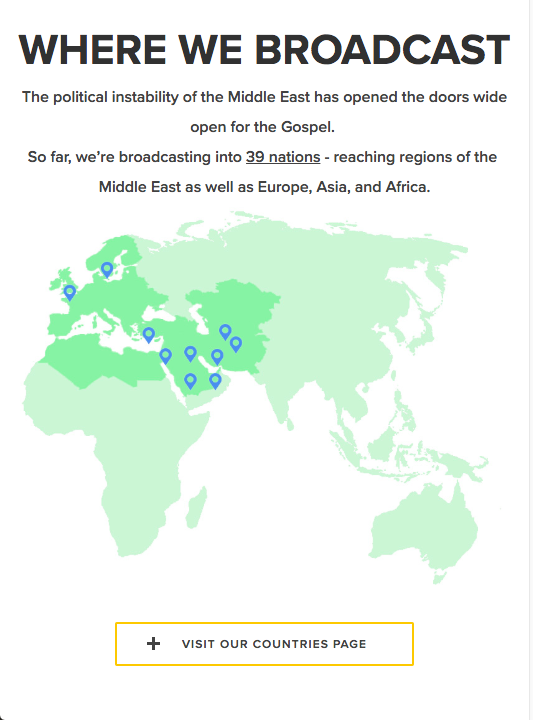 WHERE WE BROADCAST
The political instability of the Middle East has opened the doors wide
open for the Gospel.
So far, we’re broadcasting into 39 nations - reaching regions of the
Middle East as well as Europe, Asia, and Africa.
+ VISIT OUR COUNTRIES PAGE